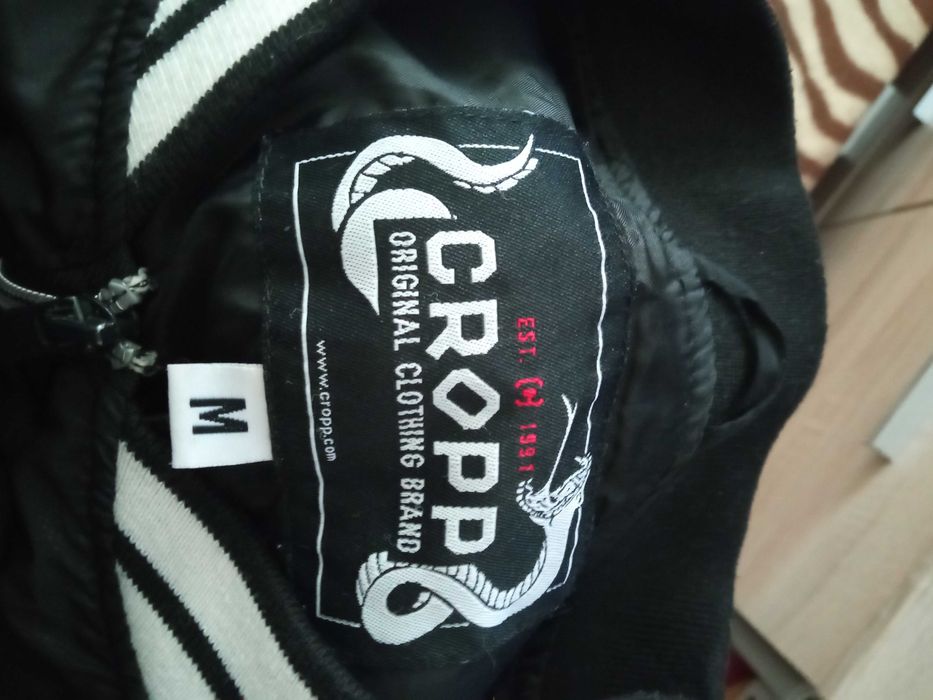 EST. 1991
CROPP
ORIGINAL CLOTHING BRAND
www.cropp.com
M